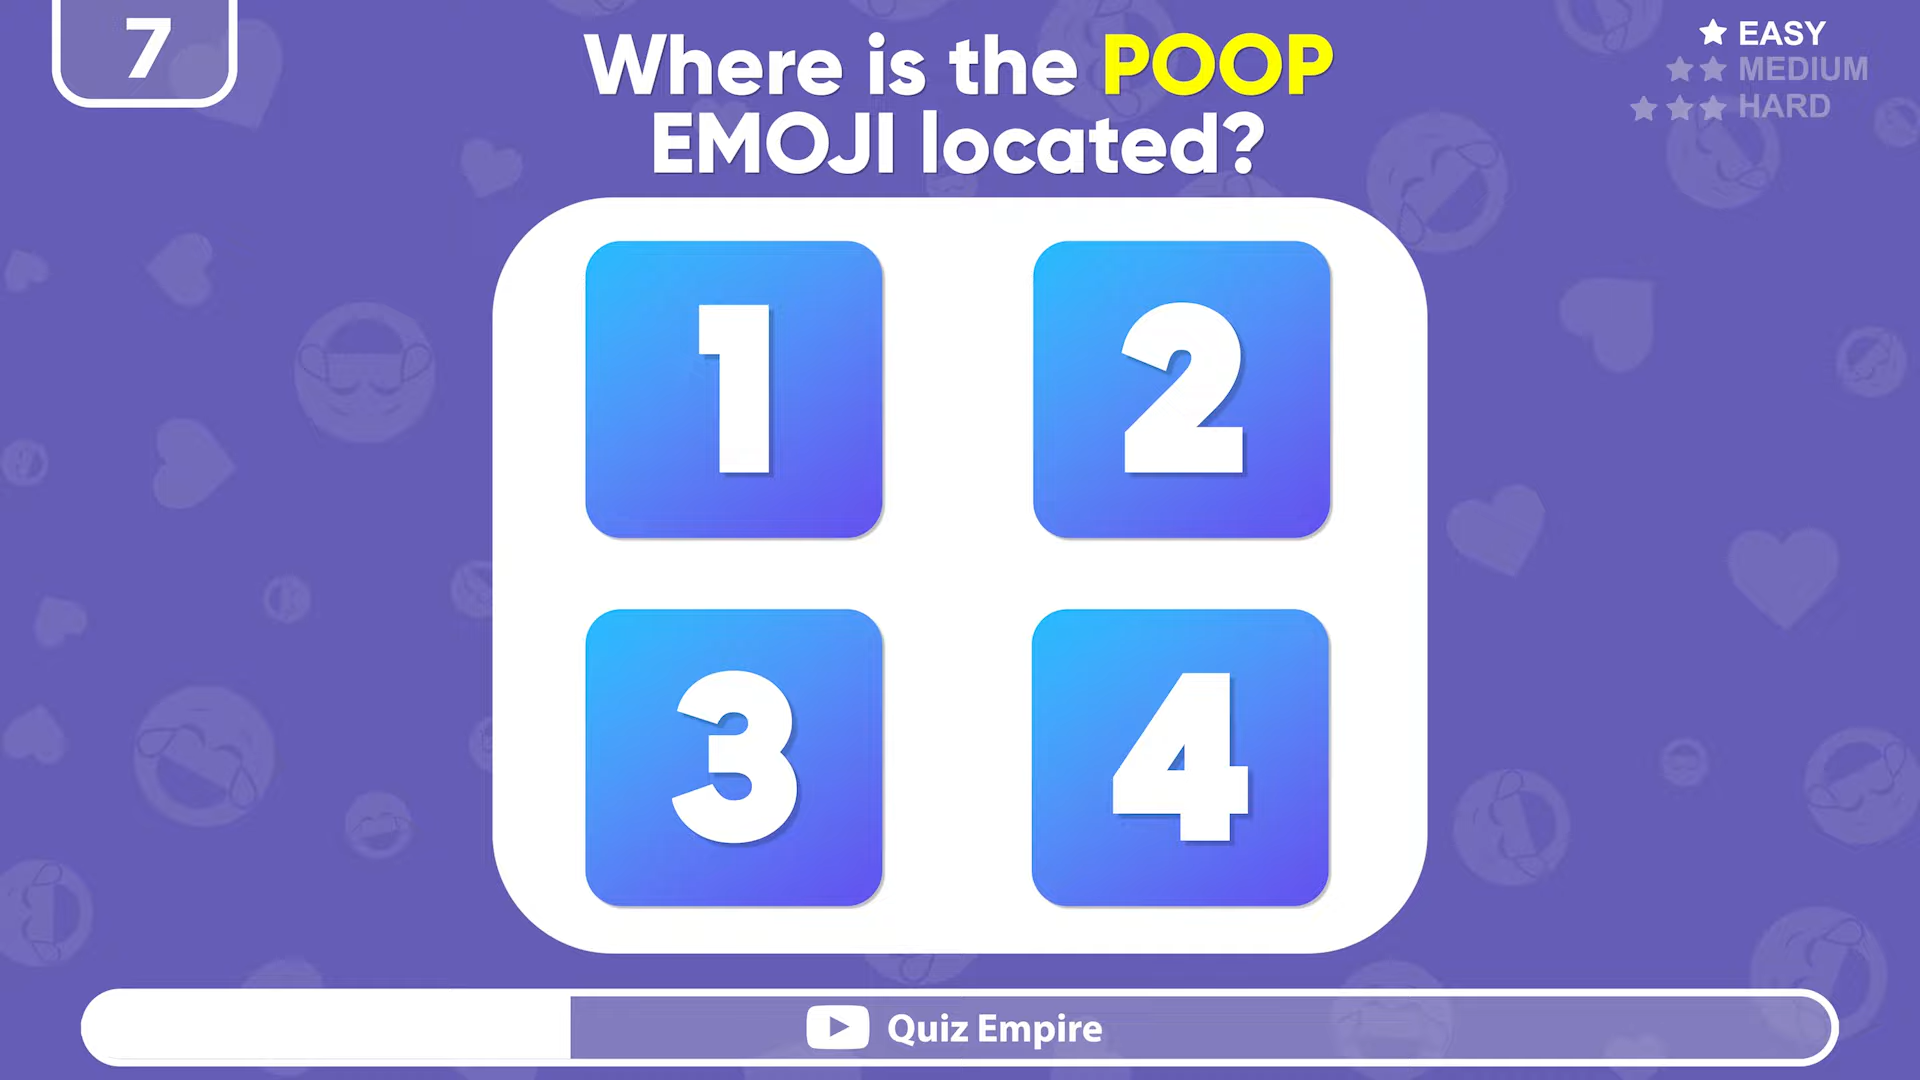 7
Where is the POOP
EMOJI located?
EASY
MEDIUM
HARD
1
2
3
4
Quiz Empire